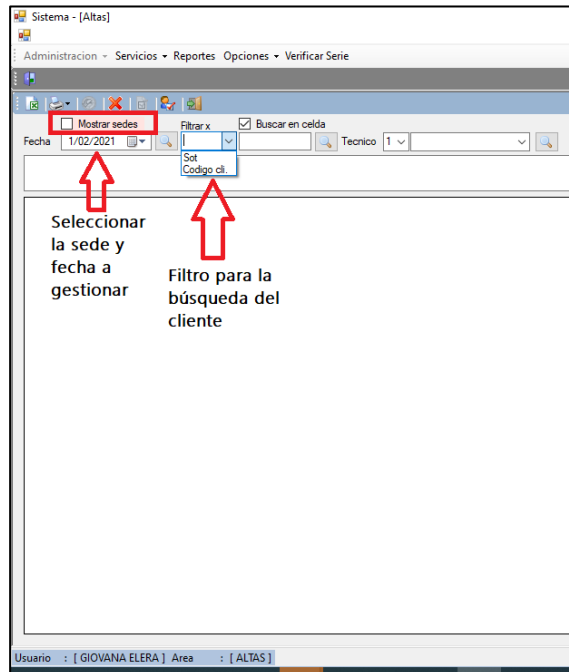 Sistema - [Altas]
Administracion Servicios Reportes Opciones Verificar Serie
Mostrar sedes Filtrar x Buscar en celda
Fecha 1/02/2021 Tecnico 1
Sot
Codigo cli.
Seleccionar
la sede y
fecha a
gestionar
Filtro para la
búsqueda del
cliente
Usuario : [ GIOVANA ELERA ] Area : [ ALTAS ]